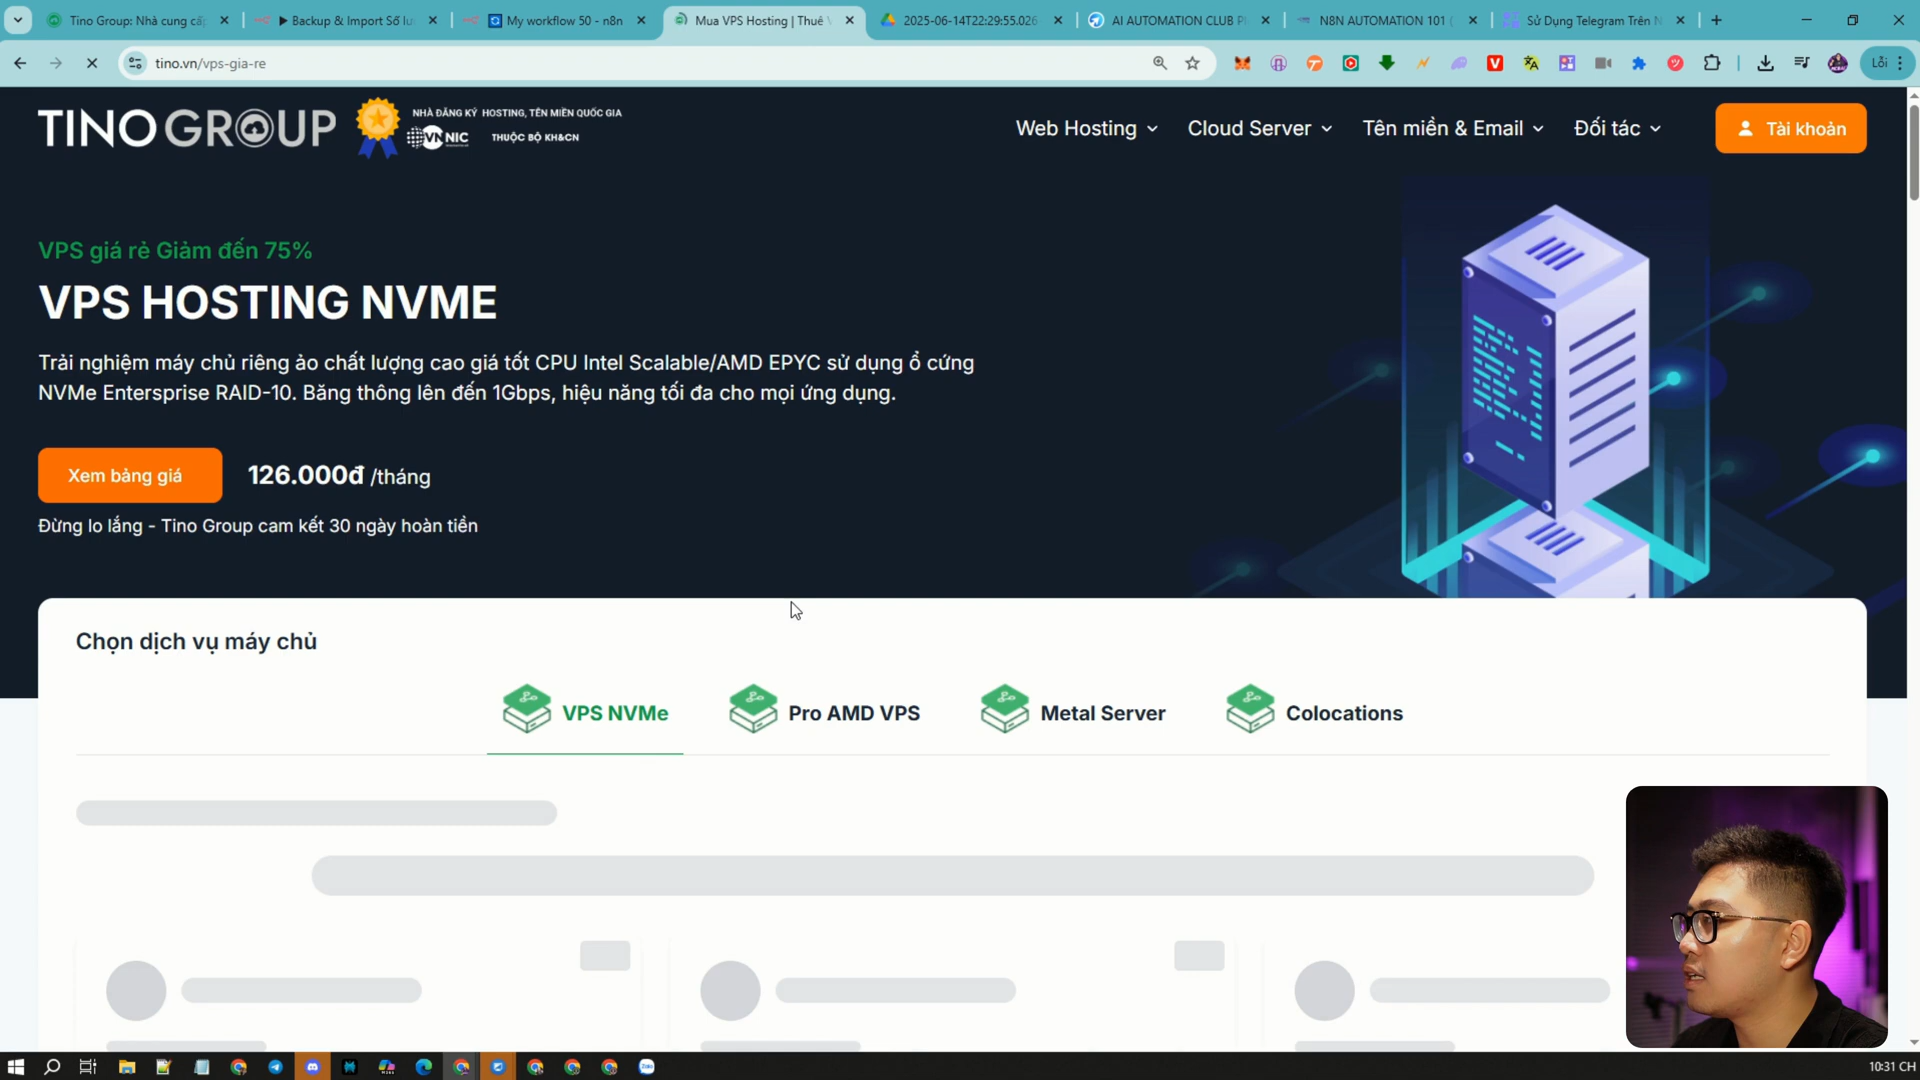 Tino Group: Nhà cung cấp
Backup & Import Số lư
My workflow 50 - n8n
Mua VPS Hosting | Thuê V
2025-06-14T22:29:55.026
AI AUTOMATION CLUB P
N8N AUTOMATION 101 (
Sử Dụng Telegram Trên N
tino.vn/vps-gia-re
Lỗi
TINO GROUP
NHÀ ĐĂNG KÝ HOSTING, TÊN MIỀN QUỐC GIA
VNNIC
THUỘC BỘ KH&CN
Web Hosting
Cloud Server
Tên miền & Email
Đối tác
Tài khoản
VPS giá rẻ Giảm đến 75%
VPS HOSTING NVME
Trải nghiệm máy chủ riêng ảo chất lượng cao giá tốt CPU Intel Scalable/AMD EPYC sử dụng ổ cứng
NVMe Entersprise RAID-10. Băng thông lên đến 1Gbps, hiệu năng tối đa cho mọi ứng dụng.
Xem bảng giá
126.000đ /tháng
Đừng lo lắng - Tino Group cam kết 30 ngày hoàn tiền
Chọn dịch vụ máy chủ
VPS NVMe
Pro AMD VPS
Metal Server
Colocations
10:31 CH